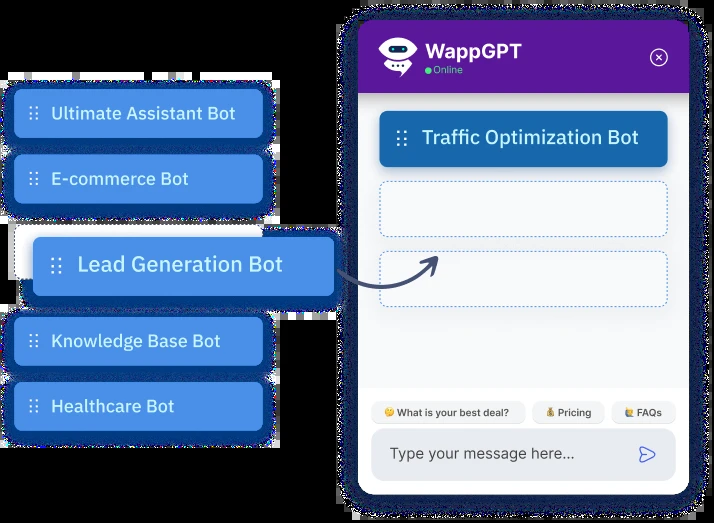 WappGPT
Online
Ultimate Assistant Bot
E-commerce Bot
Lead Generation Bot
Knowledge Base Bot
Healthcare Bot
Traffic Optimization Bot
🤔 What is your best deal?
💰 Pricing
🙋 FAQs
Type your message here...